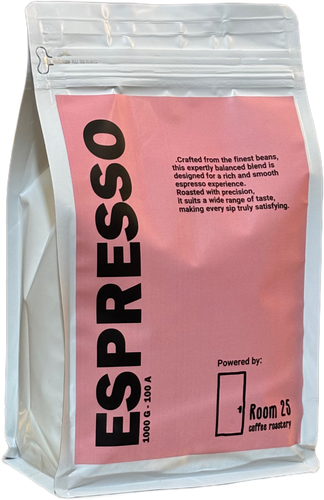 ESPRESSO
1000 G - 100 A
.Crafted from the finest beans,
this expertly balanced blend is
designed for a rich and smooth
espresso experience.
Roasted with precision,
it suits a wide range of taste,
making every sip truly satisfying.
Powered by:
Room 25
coffee roastery